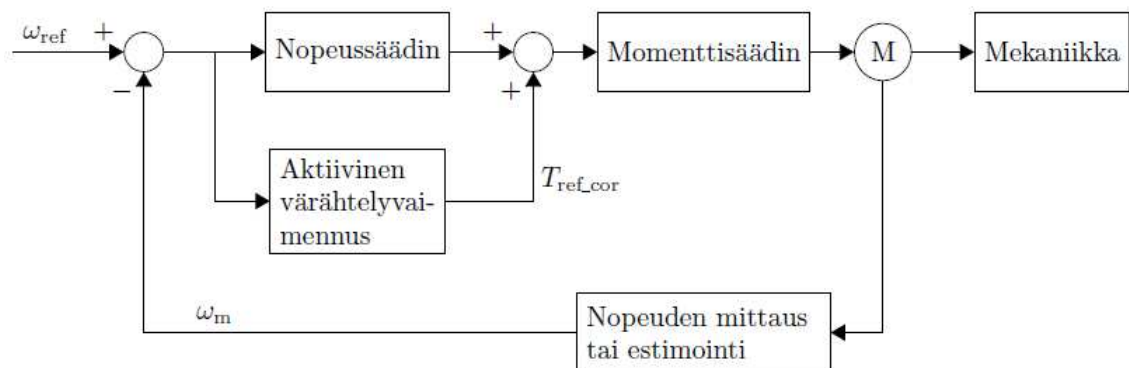 ω_ref
+
−
Nopeussäädin
+
+
Momenttisäädin
M
Mekaniikka
Aktiivinen
värähtelyvai-
mennus
T_ref_cor
ω_m
Nopeuden mittaus
tai estimointi